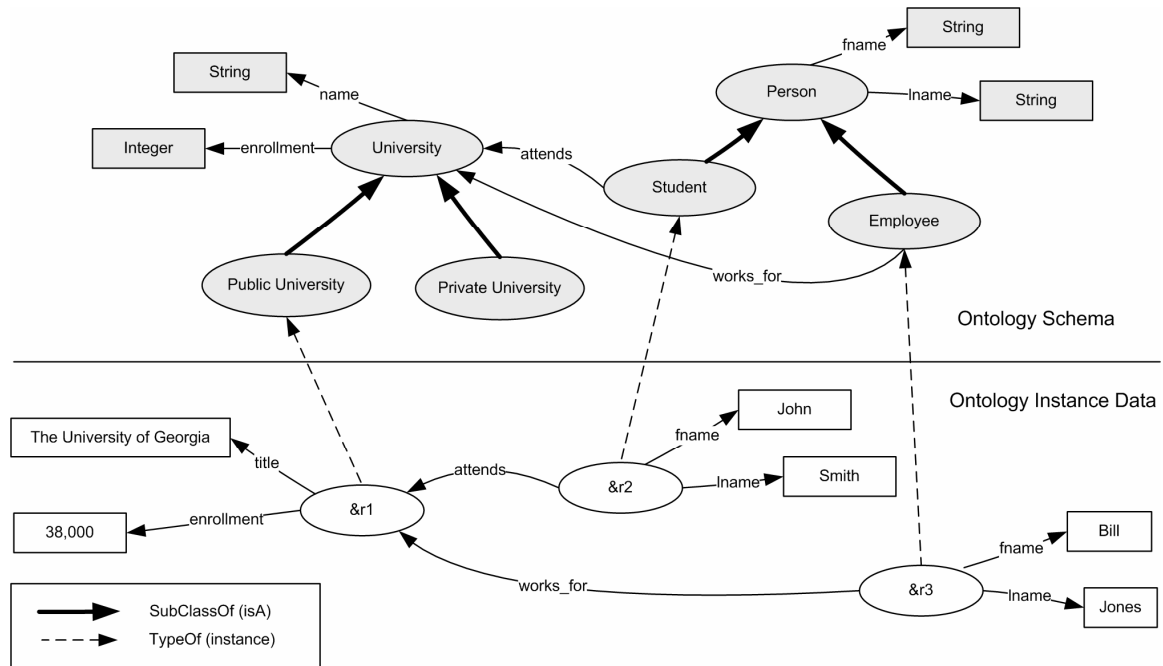 String
fname
String
Person
name
lname
String
Integer
enrollment
University
attends
Student
Employee
Public University
Private University
works_for
Ontology Schema
Ontology Instance Data
John
The University of Georgia
fname
title
attends
Smith
&r2
lname
&r1
38,000
enrollment
Bill
fname
works_for
&r3
lname
Jones
SubClassOf (isA)
TypeOf (instance)